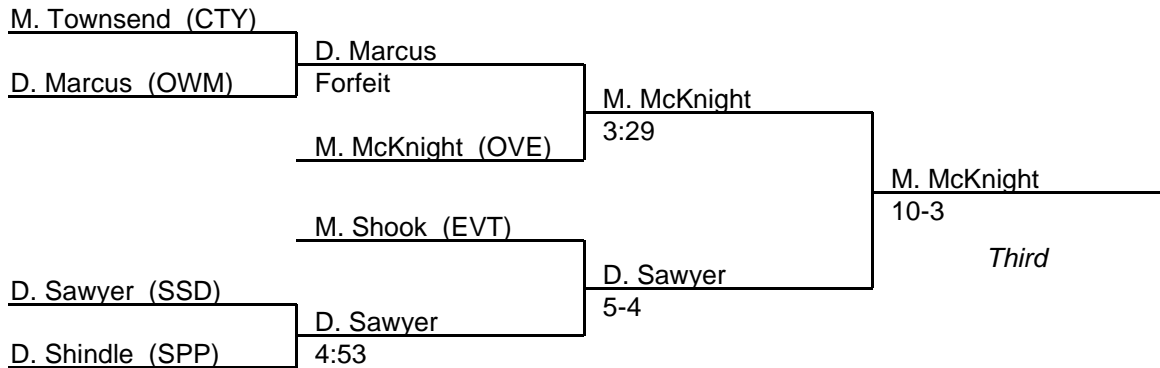 M. Townsend (CTY)
D. Marcus
D. Marcus (OWM)
Forfeit
M. McKnight
3:29
M. McKnight (OVE)
M. McKnight
10-3
M. Shook (EVT)
Third
D. Sawyer
D. Sawyer (SSD)
5-4
D. Sawyer
D. Shindle (SPP)
4:53